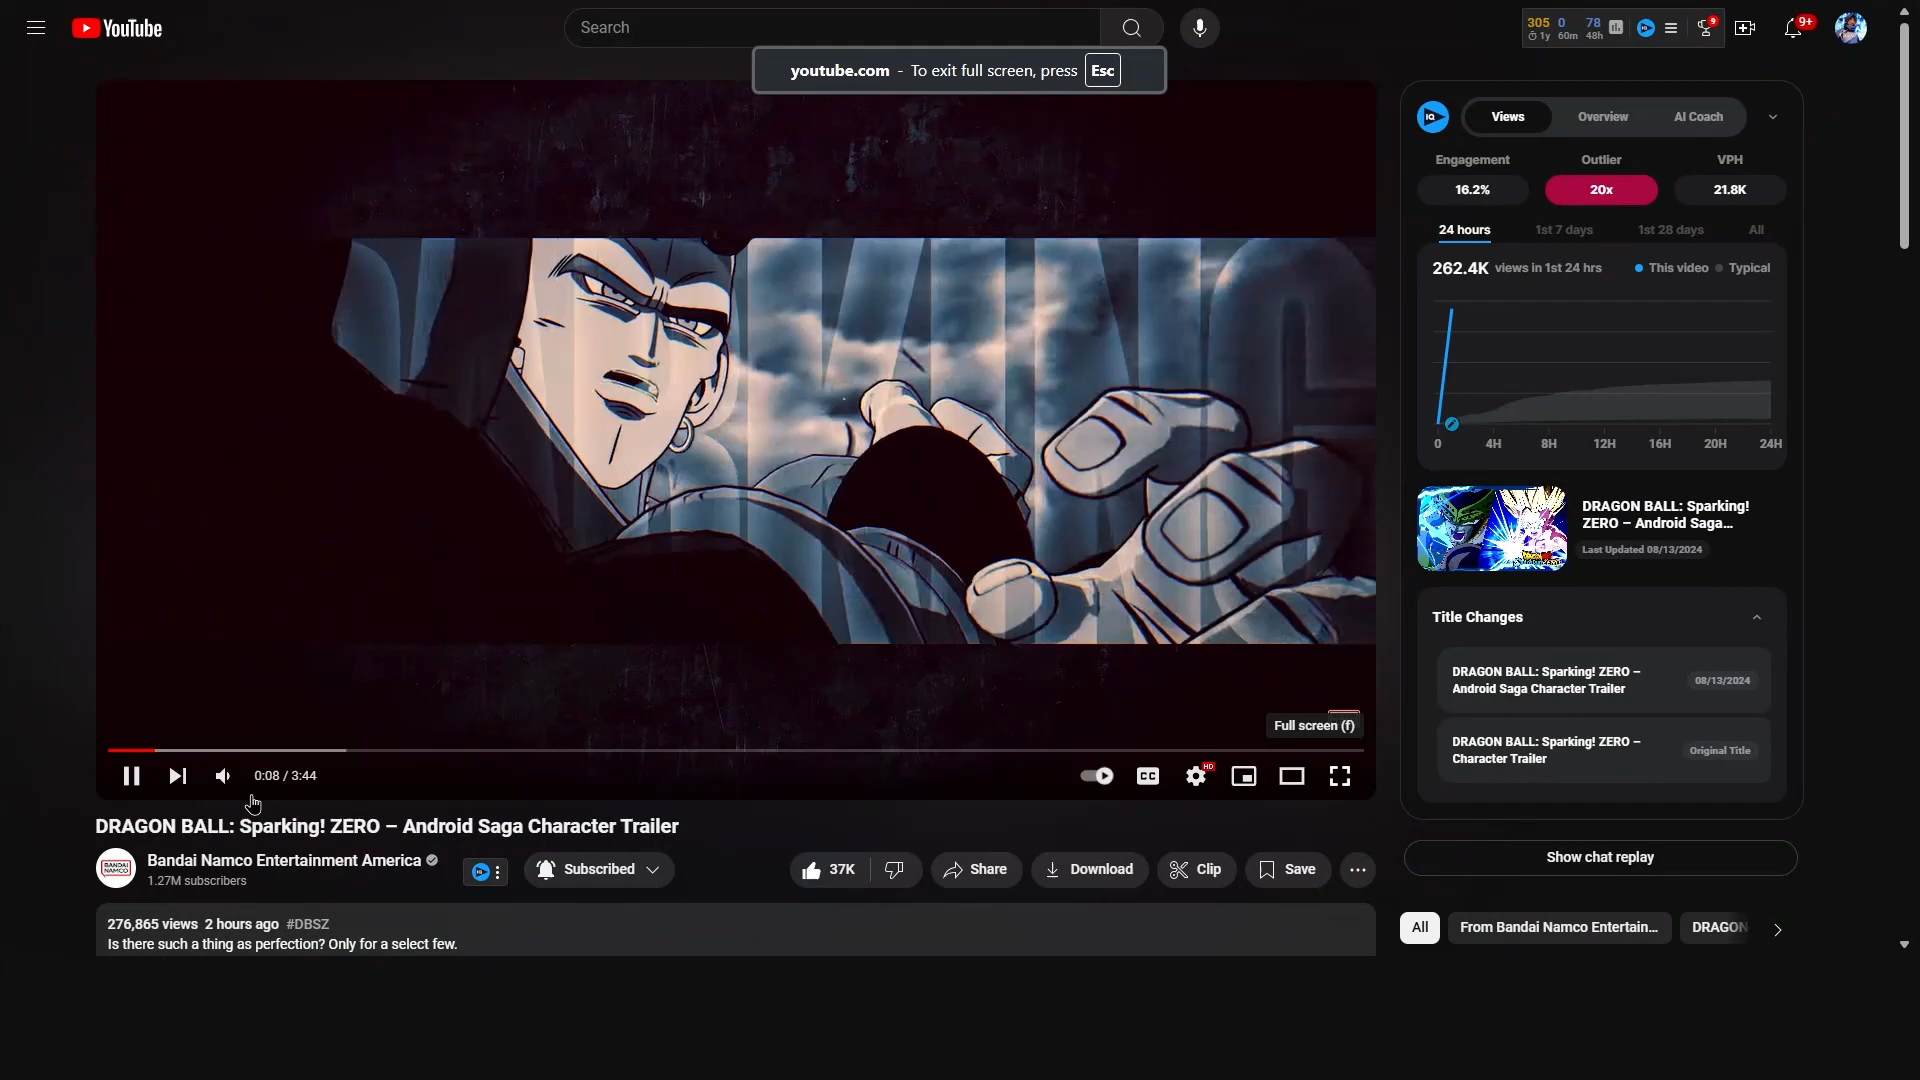 YouTube
Search
305 0 78
1y 60m 48h
9
9+
youtube.com - To exit full screen, press Esc
IQ
Views Overview AI Coach
Engagement Outlier VPH
16.2% 20x 21.8K
24 hours 1st 7 days 1st 28 days All
262.4K views in 1st 24 hrs This video Typical
0 4H 8H 12H 16H 20H 24H
DRAGON BALL: Sparking!
ZERO – Android Saga...
Last Updated 08/13/2024
Title Changes
DRAGON BALL: Sparking! ZERO –
Android Saga Character Trailer
08/13/2024
DRAGON BALL: Sparking! ZERO –
Character Trailer
Original Title
Full screen (f)
0:08 / 3:44
CC
HD
DRAGON BALL: Sparking! ZERO – Android Saga Character Trailer
BANDAI
NAMCO
Bandai Namco Entertainment America
1.27M subscribers
Subscribed
37K
Share
Download
Clip
Save
Show chat replay
276,865 views 2 hours ago #DBSZ
Is there such a thing as perfection? Only for a select few.
All From Bandai Namco Entertain... DRAGON